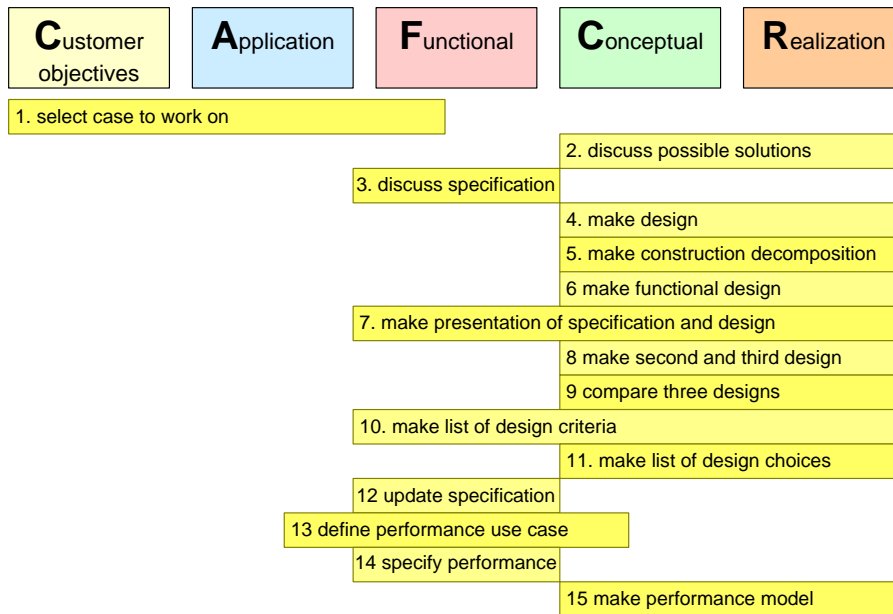 Customer
objectives
Application
Functional
Conceptual
Realization
1. select case to work on
2. discuss possible solutions
3. discuss specification
4. make design
5. make construction decomposition
6 make functional design
7. make presentation of specification and design
8 make second and third design
9 compare three designs
10. make list of design criteria
11. make list of design choices
12 update specification
13 define performance use case
14 specify performance
15 make performance model